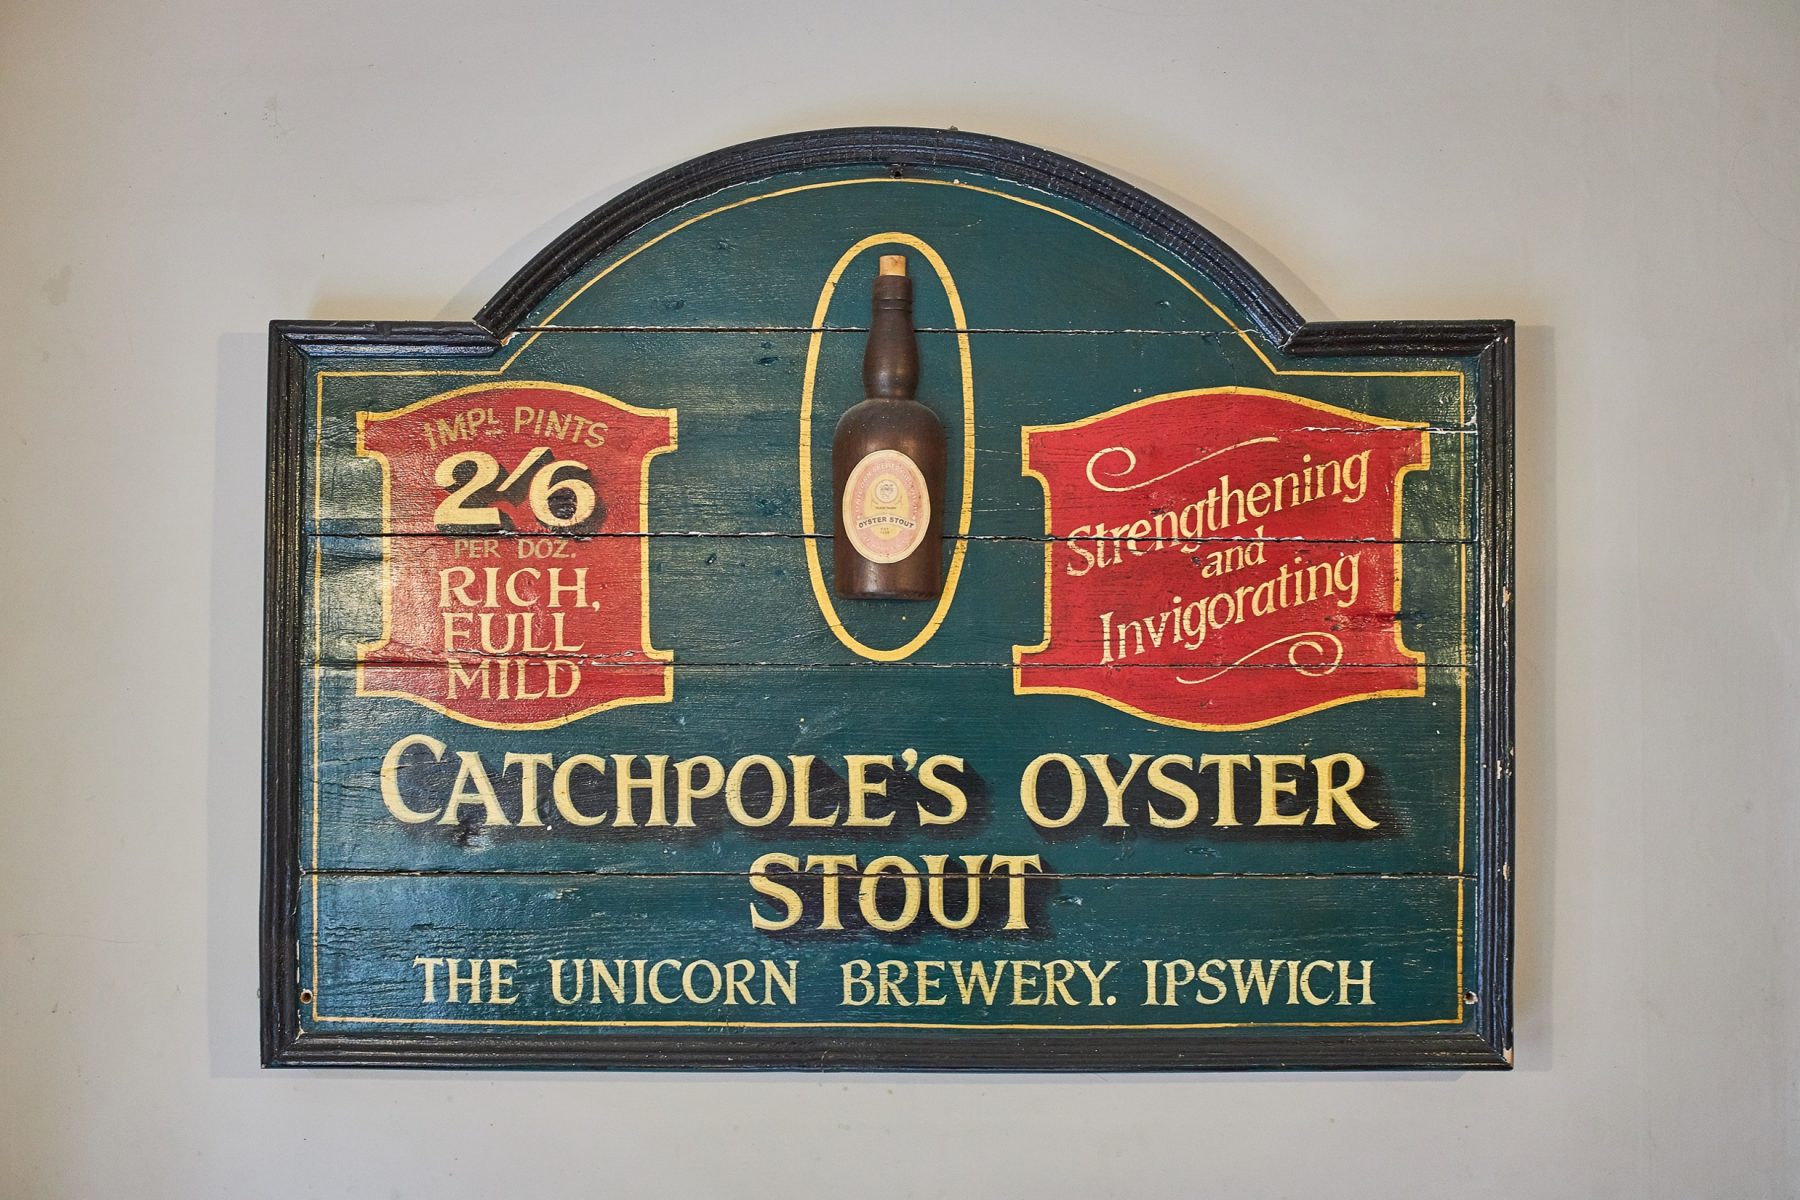 IMPL PINTS
2/6
PER DOZ.
RICH,
FULL
MILD
OYSTER STOUT
Strengthening
and
Invigorating
CATCHPOLE'S OYSTER
STOUT
THE UNICORN BREWERY. IPSWICH